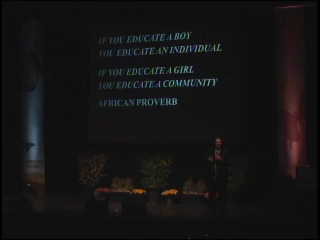 IF YOU EDUCATE A BOY
YOU EDUCATE AN INDIVIDUAL
IF YOU EDUCATE A GIRL
YOU EDUCATE A COMMUNITY
AFRICAN PROVERB